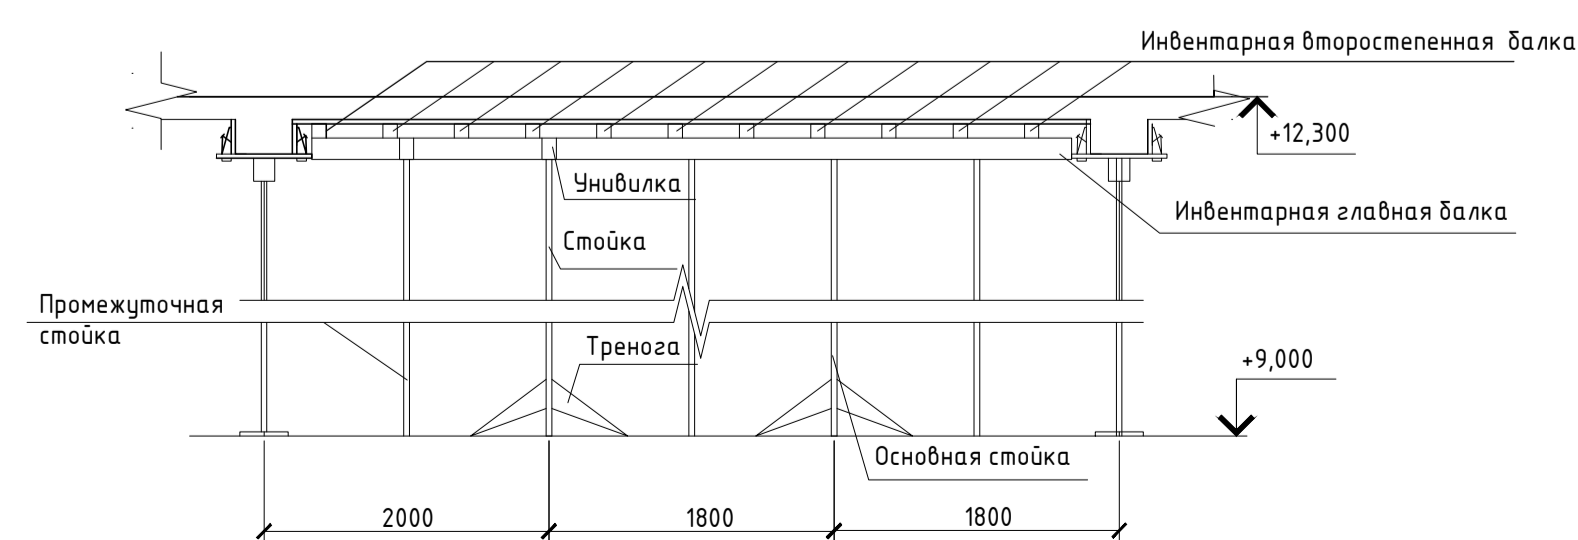 Инвентарная второстепенная балка
+12,300
Унивилка
Инвентарная главная балка
Стойка
Промежуточная
стойка
Тренога
+9,000
Основная стойка
2000
1800
1800